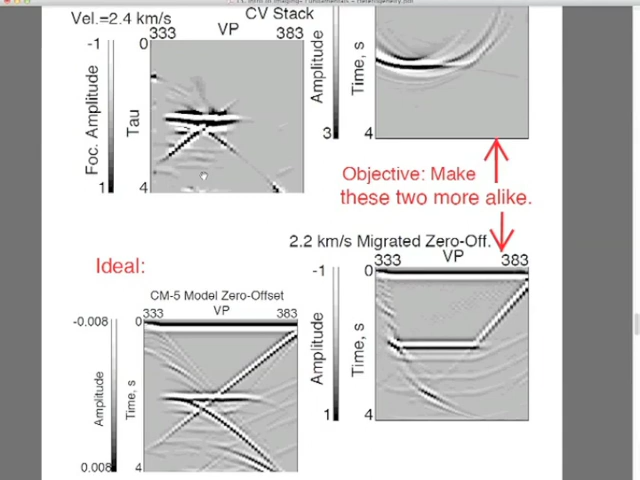 Vel.=2.4 km/s
CV Stack
333 VP 383
-1
0
Foc. Amplitude
Tau
1
4
Amplitude
Time, s
3
4
Objective: Make
these two more alike.
2.2 km/s Migrated Zero-Off.
333 VP 383
-1
0
Amplitude
Time, s
1
4
Ideal:
CM-5 Model Zero-Offset
333 VP 383
-0.008
0
Amplitude
Time, s
0.008
4